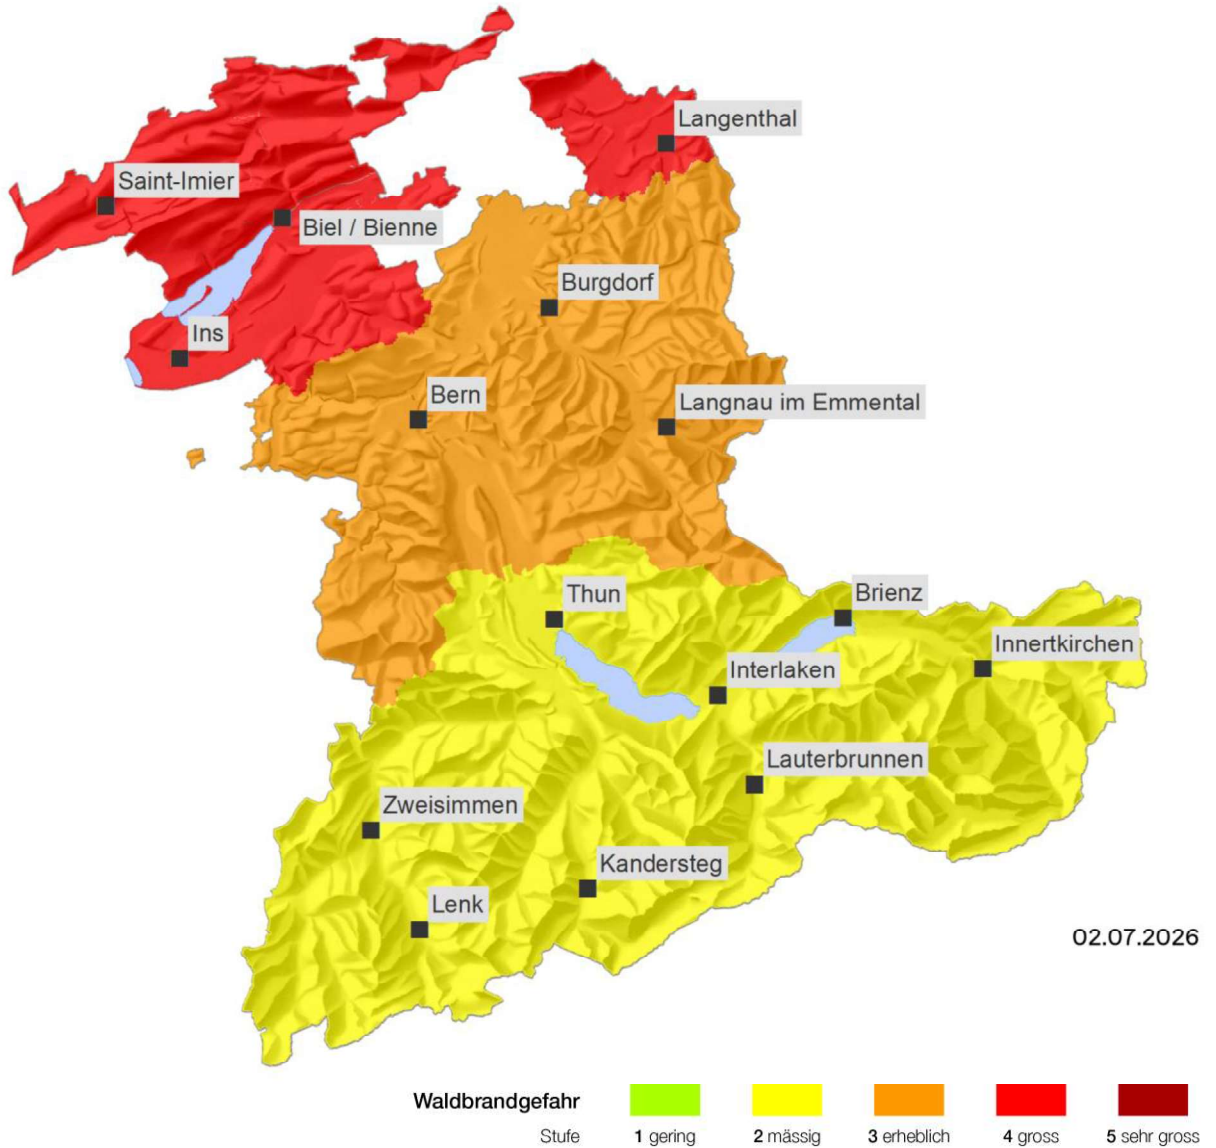 Langenthal
Saint-Imier
Biel / Bienne
Burgdorf
Ins
Bern
Langnau im Emmental
Thun
Brienz
Innertkirchen
Interlaken
Lauterbrunnen
Zweisimmen
Kandersteg
Lenk
02.07.2026
Waldbrandgefahr
Stufe 1 gering 2 mässig 3 erheblich 4 gross 5 sehr gross